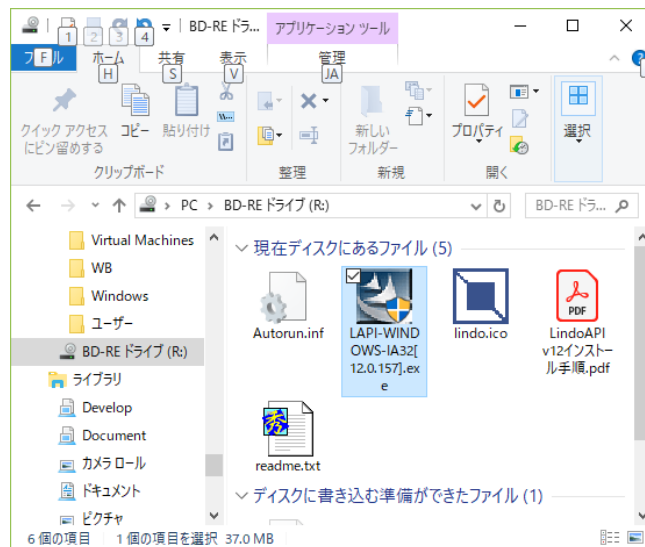 1 2 3 4 BD-RE ドラ... アプリケーション ツール
フ F ル ホーム 共有 表示 管理
H S V JA
クイック アクセス
にピン留めする
コピー
貼り付け
新しい
フォルダー
プロパティ
選択
クリップボード 整理 新規 開く
PC > BD-RE ドライブ (R:) BD-RE ドラ...
Virtual Machines
WB
Windows
ユーザー
BD-RE ドライブ (R:)
ライブラリ
Develop
Document
カメラ ロール
ドキュメント
ピクチャ
現在ディスクにあるファイル (5)
Autorun.inf
LAPI-WIND
OWS-IA32[
12.0.157].ex
e
lindo.ico
PDF
LindoAPI
v12インストー
ル手順.pdf
秀
readme.txt
ディスクに書き込む準備ができたファイル (1)
6 個の項目 1 個の項目を選択 37.0 MB